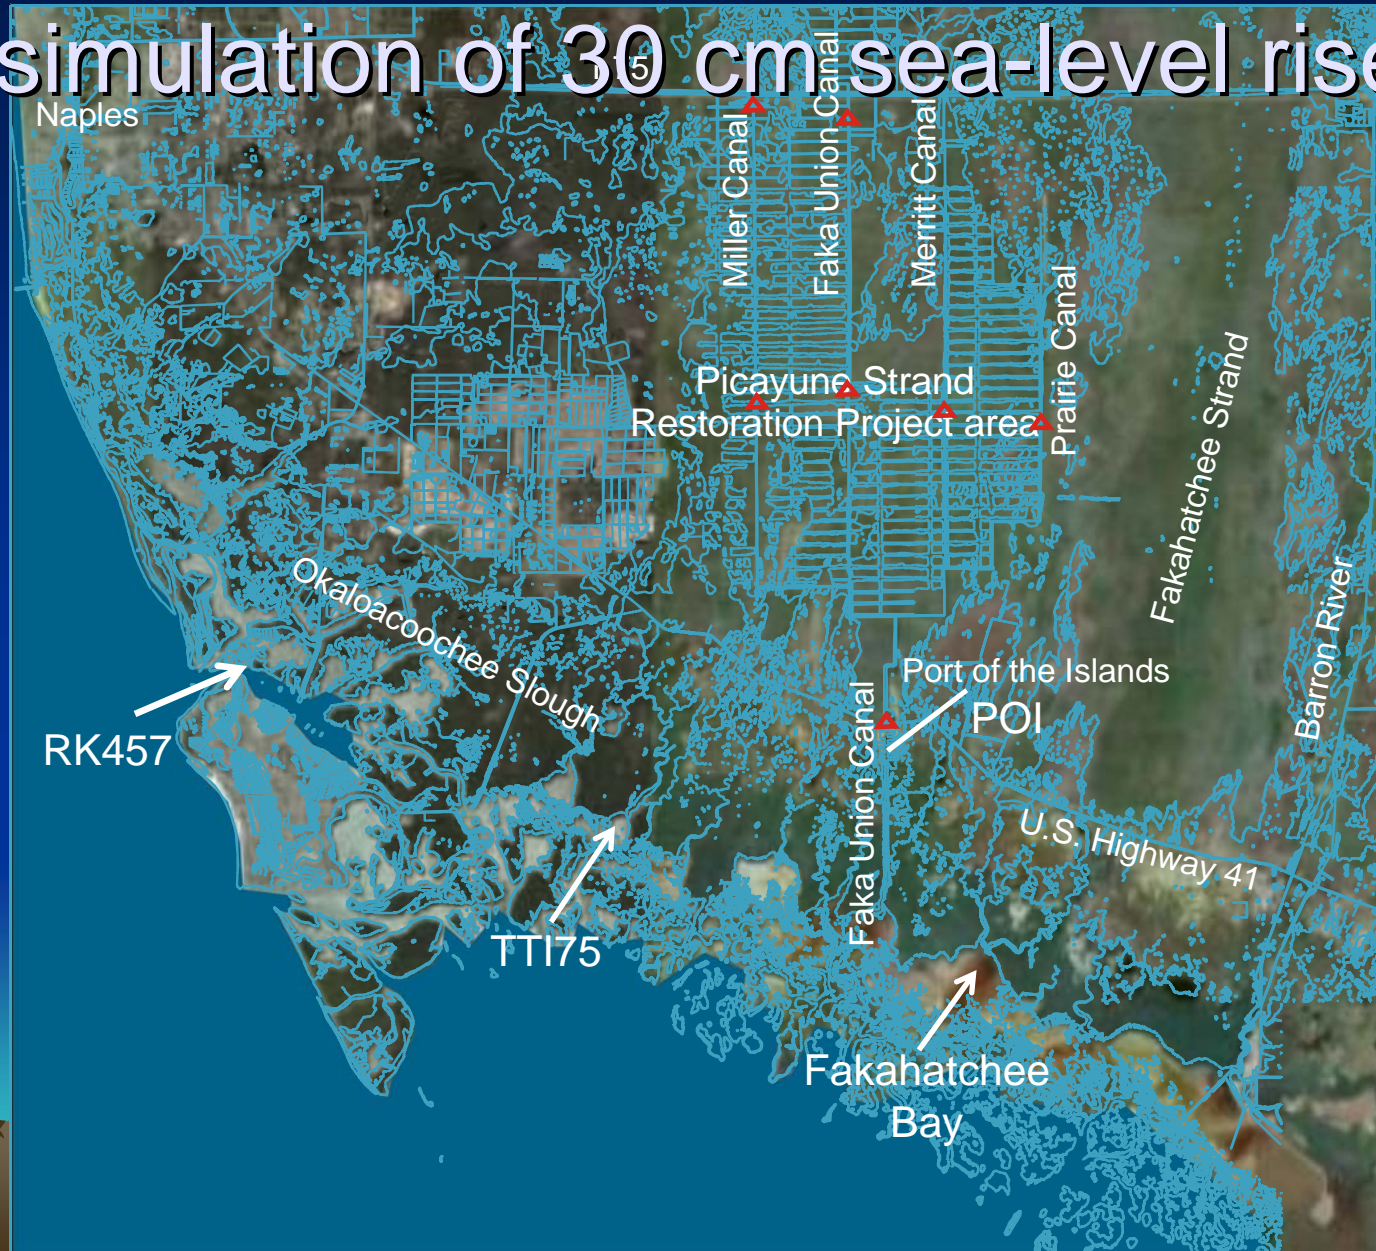 simulation of 30 cm sea-level rise
I-75
Naples
Miller Canal
Faka Union Canal
Merritt Canal
Prairie Canal
Picayune Strand
Restoration Project area
Fakahatchee Strand
Okaloacoochee Slough
Barron River
Port of the Islands
POI
RK457
Faka Union Canal
U.S. Highway 41
TTI75
Fakahatchee
Bay